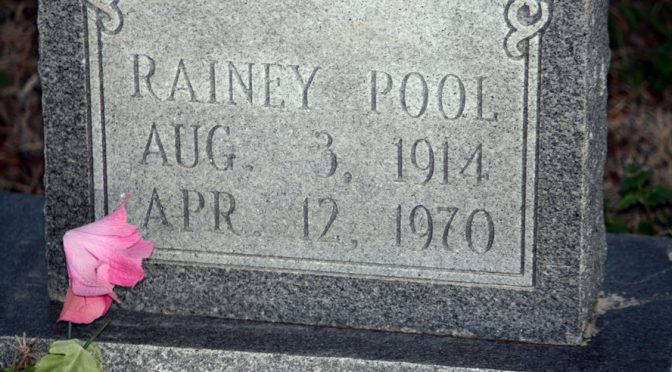 RAINEY POOL
AUG. 3, 1914
APR. 12, 1970